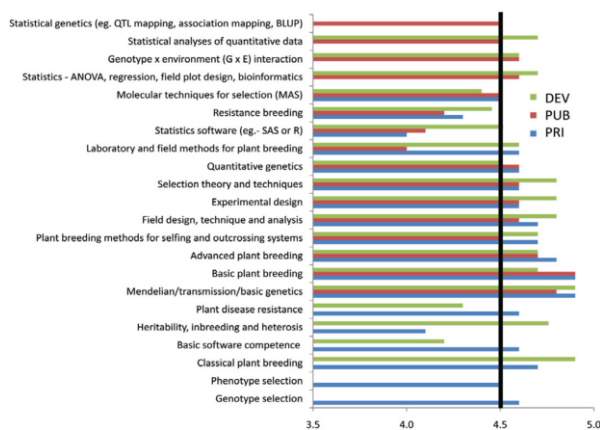 Statistical genetics (eg. QTL mapping, association mapping, BLUP)
Statistical analyses of quantitative data
Genotype x environment (G x E) interaction
Statistics - ANOVA, regression, field plot design, bioinformatics
Molecular techniques for selection (MAS)
Resistance breeding
Statistics software (eg.- SAS or R)
Laboratory and field methods for plant breeding
Quantitative genetics
Selection theory and techniques
Experimental design
Field design, technique and analysis
Plant breeding methods for selfing and outcrossing systems
Advanced plant breeding
Basic plant breeding
Mendelian/transmission/basic genetics
Plant disease resistance
Heritability, inbreeding and heterosis
Basic software competence
Classical plant breeding
Phenotype selection
Genotype selection
DEV
PUB
PRI
3.5 4.0 4.5 5.0